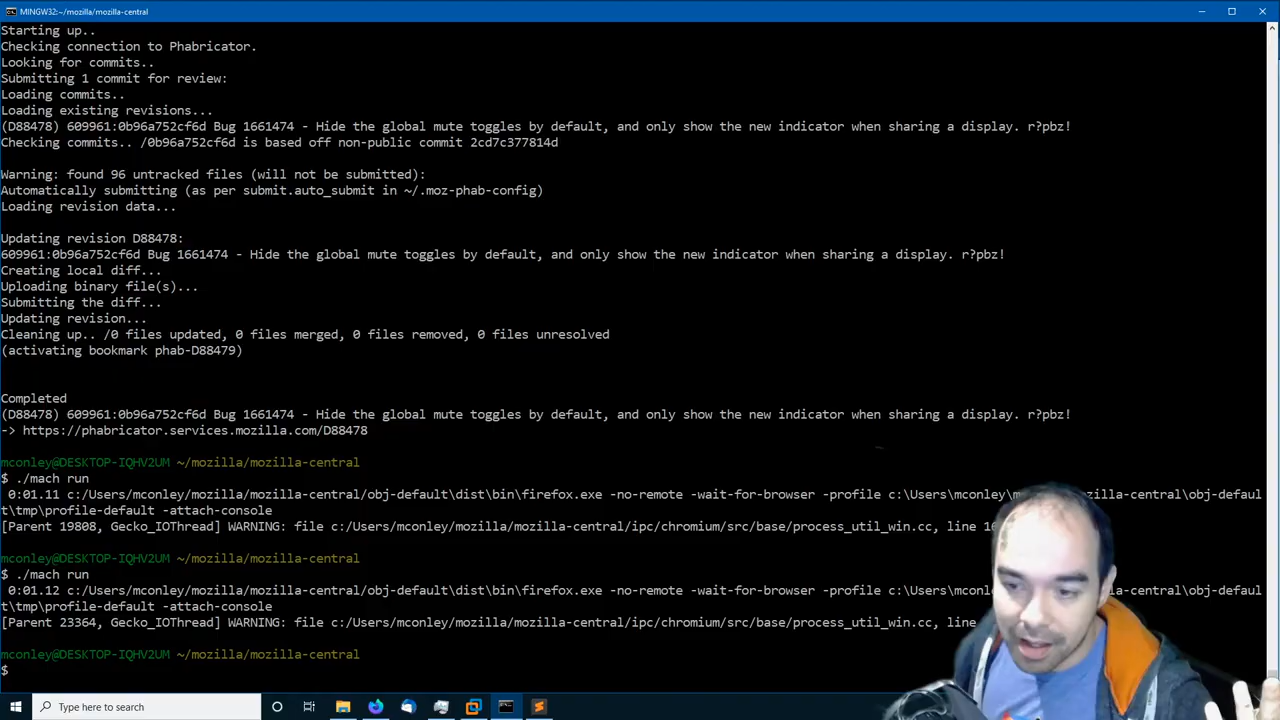 MINGW32:~/mozilla/mozilla-central
Starting up..
Checking connection to Phabricator.
Looking for commits..
Submitting 1 commit for review:
Loading commits..
Loading existing revisions...
(D88478) 609961:0b96a752cf6d Bug 1661474 - Hide the global mute toggles by default, and only show the new indicator when sharing a display. r?pbz!
Checking commits.. /0b96a752cf6d is based off non-public commit 2cd7c377814d
Warning: found 96 untracked files (will not be submitted):
Automatically submitting (as per submit.auto_submit in ~/.moz-phab-config)
Loading revision data...
Updating revision D88478:
609961:0b96a752cf6d Bug 1661474 - Hide the global mute toggles by default, and only show the new indicator when sharing a display. r?pbz!
Creating local diff...
Uploading binary file(s)...
Submitting the diff...
Updating revision...
Cleaning up.. /0 files updated, 0 files merged, 0 files removed, 0 files unresolved
(activating bookmark phab-D88479)
Completed
(D88478) 609961:0b96a752cf6d Bug 1661474 - Hide the global mute toggles by default, and only show the new indicator when sharing a display. r?pbz!
-> https://phabricator.services.mozilla.com/D88478
mconley@DESKTOP-IQHV2UM ~/mozilla/mozilla-central
$ ./mach run
0:01.11 c:/Users/mconley/mozilla/mozilla-central/obj-default\dist\bin\firefox.exe -no-remote -wait-for-browser -profile c:\Users\mconley\m zilla-central\obj-defaul
t\tmp\profile-default -attach-console
[Parent 19808, Gecko_IOThread] WARNING: file c:/Users/mconley/mozilla/mozilla-central/ipc/chromium/src/base/process_util_win.cc, line
mconley@DESKTOP-IQHV2UM ~/mozilla/mozilla-central
$ ./mach run
0:01.12 c:/Users/mconley/mozilla/mozilla-central/obj-default\dist\bin\firefox.exe -no-remote -wait-for-browser -profile c:\Users\mconl illa-central\obj-defaul
t\tmp\profile-default -attach-console
[Parent 23364, Gecko_IOThread] WARNING: file c:/Users/mconley/mozilla/mozilla-central/ipc/chromium/src/base/process_util_win.cc, line
mconley@DESKTOP-IQHV2UM ~/mozilla/mozilla-central
$
Type here to search